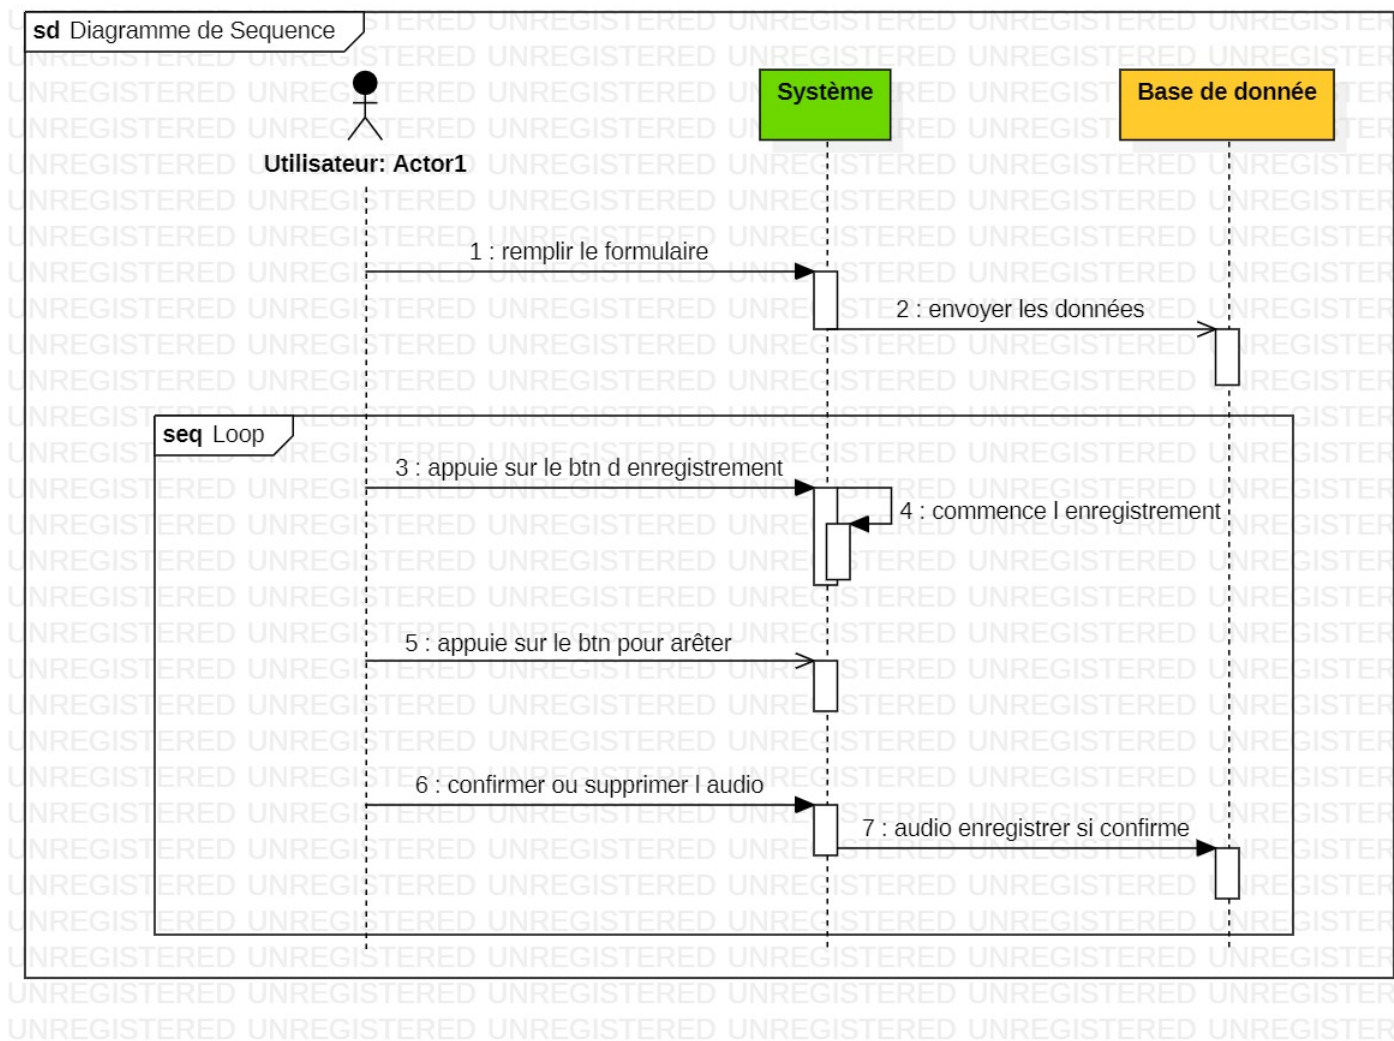 sd Diagramme de Sequence
Utilisateur: Actor1
Système
Base de donnée
1 : remplir le formulaire
2 : envoyer les données
seq Loop
3 : appuie sur le btn d enregistrement
4 : commence l enregistrement
5 : appuie sur le btn pour arêter
6 : confirmer ou supprimer l audio
7 : audio enregistrer si confirme
UNREGISTERED